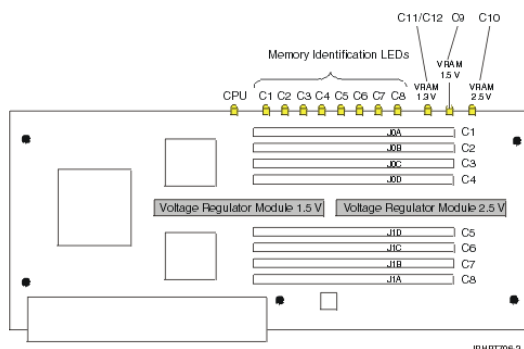 C11/C12 C9 C10
Memory Identification LEDs
VRAM 1.5 V
CPU C1 C2 C3 C4 C5 C6 C7 C8 VRAM 1.3 V VRAM 2.5 V
J0A C1
J0B C2
J0C C3
J0D C4
Voltage Regulator Module 1.5 V Voltage Regulator Module 2.5 V
J1D C5
J1C C6
J1B C7
J1A C8